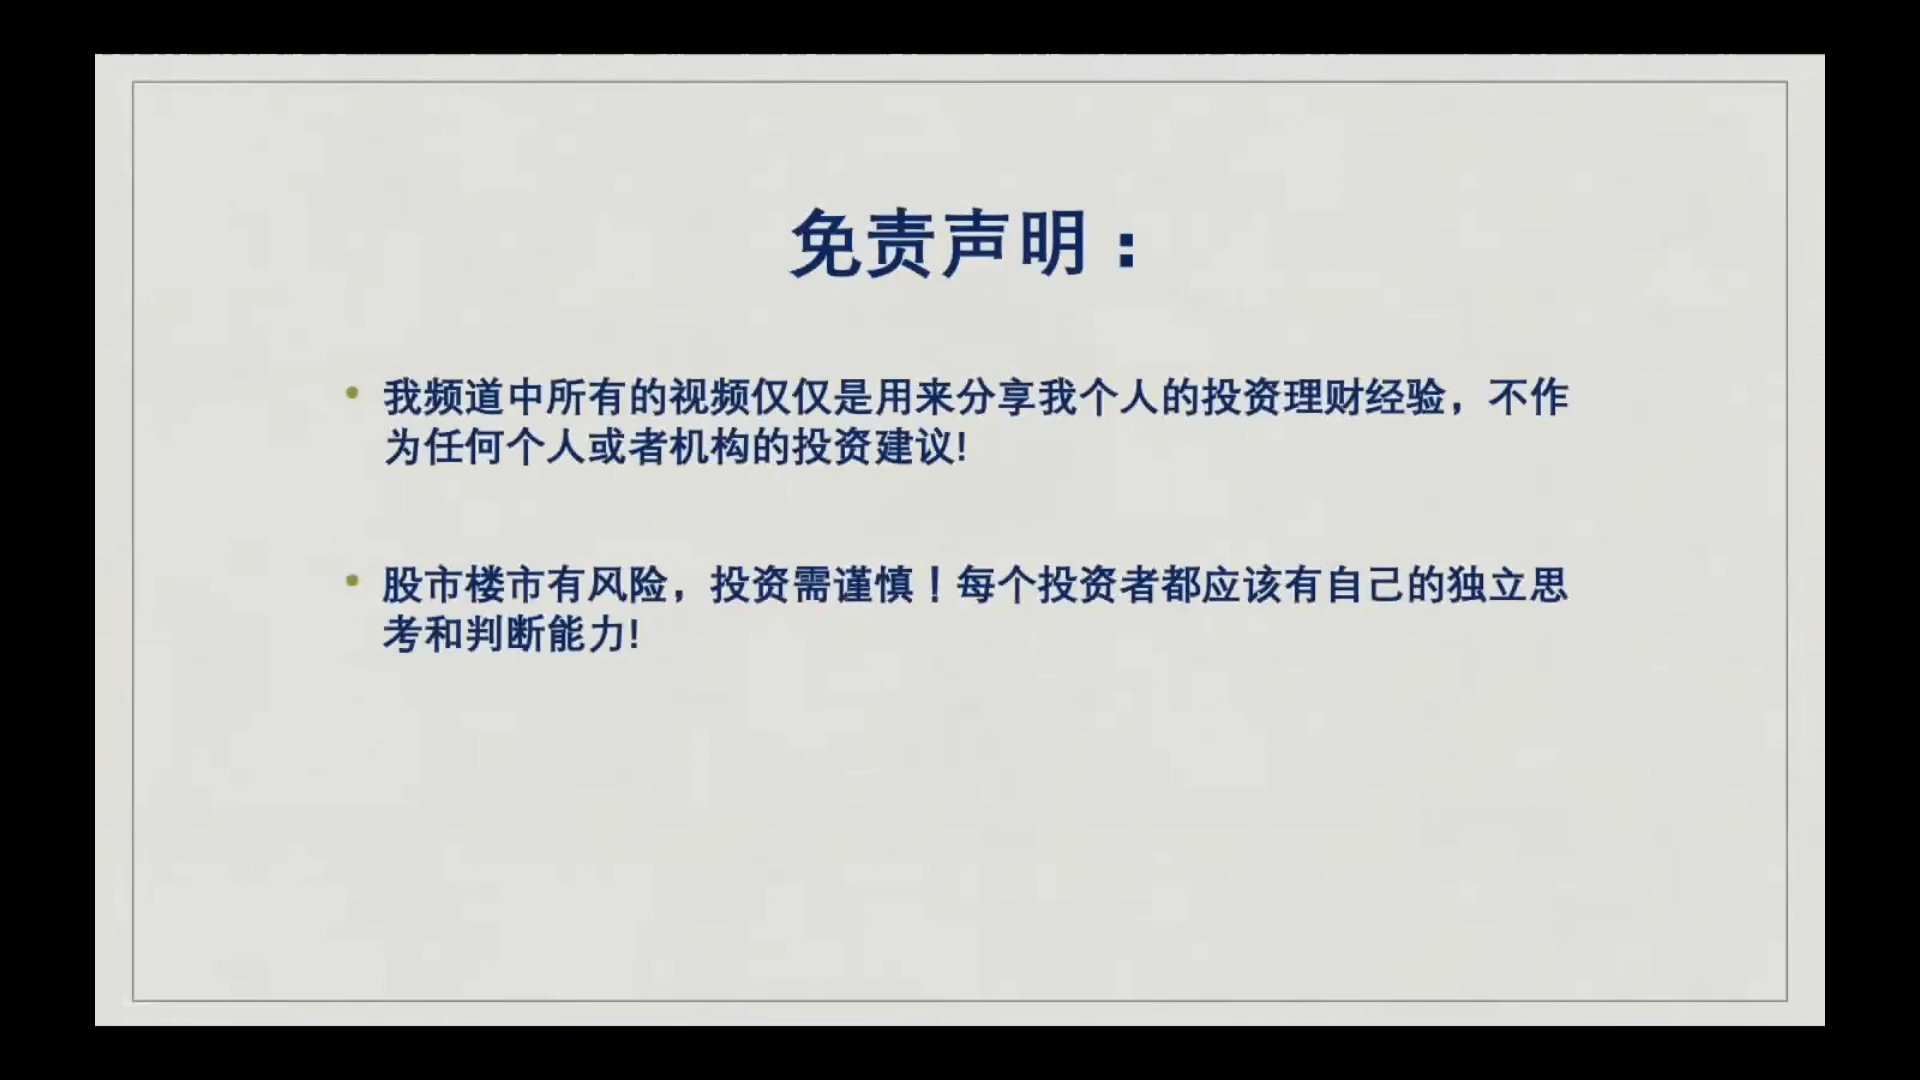 免责声明：
• 我频道中所有的视频仅仅是用来分享我个人的投资理财经验，不作
为任何个人或者机构的投资建议!
• 股市楼市有风险，投资需谨慎！每个投资者都应该有自己的独立思
考和判断能力!